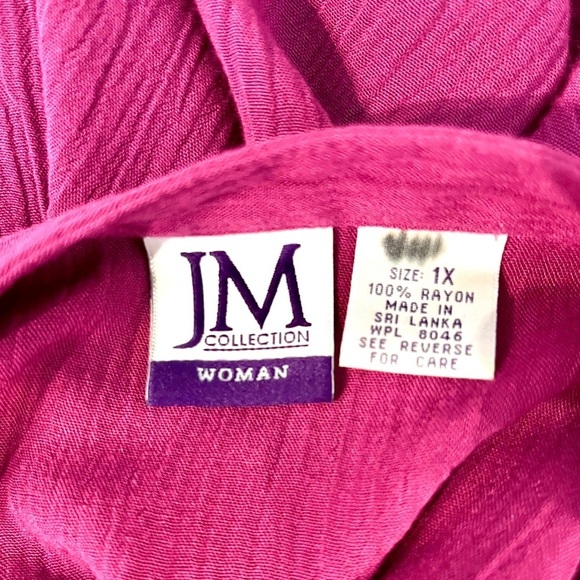 JM
COLLECTION
WOMAN
SIZE: 1X
100% RAYON
MADE IN
SRI LANKA
WPL 8046
SEE REVERSE
FOR CARE